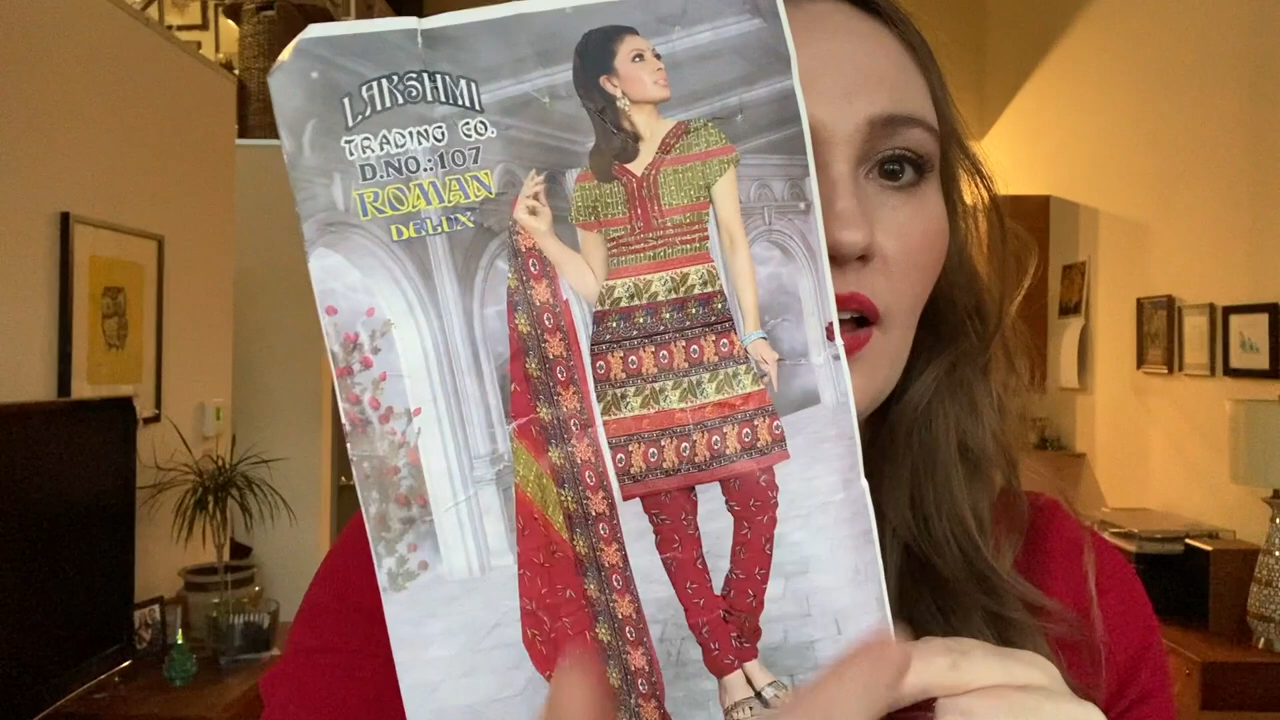 LAKSHMI
TRADING CO.
D.NO.:107
ROMAN
DELUX